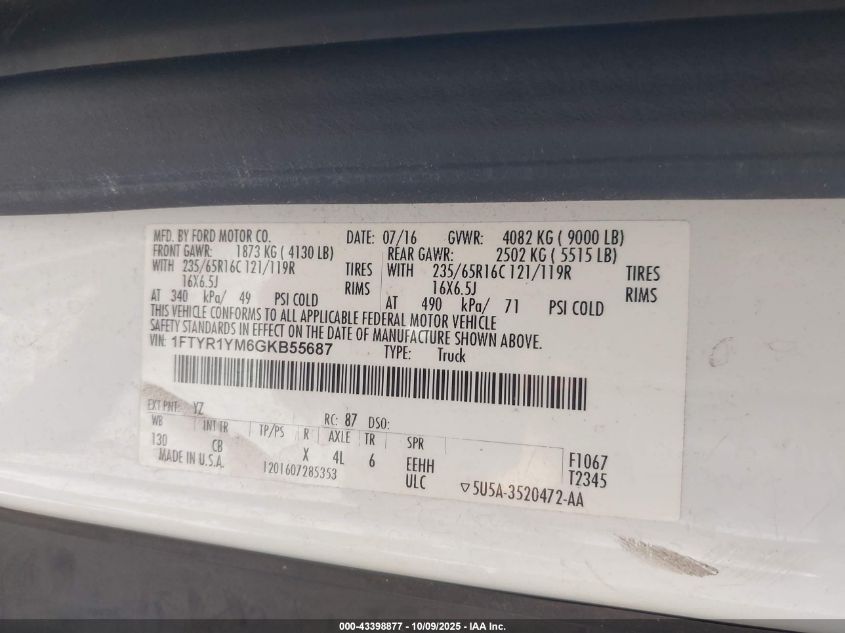 MFD. BY FORD MOTOR CO. DATE: 07/16 GVWR: 4082 KG ( 9000 LB)
FRONT GAWR: 1873 KG ( 4130 LB) REAR GAWR: 2502 KG ( 5515 LB)
WITH 235/65R16C 121/119R TIRES WITH 235/65R16C 121/119R TIRES
16X6.5J RIMS 16X6.5J RIMS
AT 340 kPa/ 49 PSI COLD AT 490 kPa/ 71 PSI COLD
THIS VEHICLE CONFORMS TO ALL APPLICABLE FEDERAL MOTOR VEHICLE
SAFETY STANDARDS IN EFFECT ON THE DATE OF MANUFACTURE SHOWN ABOVE.
VIN: 1FTYR1YM6GKB55687 TYPE: Truck
EXT PNT: YZ RC: 87 DSO:
WB INT TR TP/PS R AXLE TR SPR
130 CB X 4L 6 EEHH F1067
MADE IN U.S.A. 1201607285353 ULC T2345
▽5U5A-3520472-AA
000-43398877 - 10/09/2025 - IAA Inc.